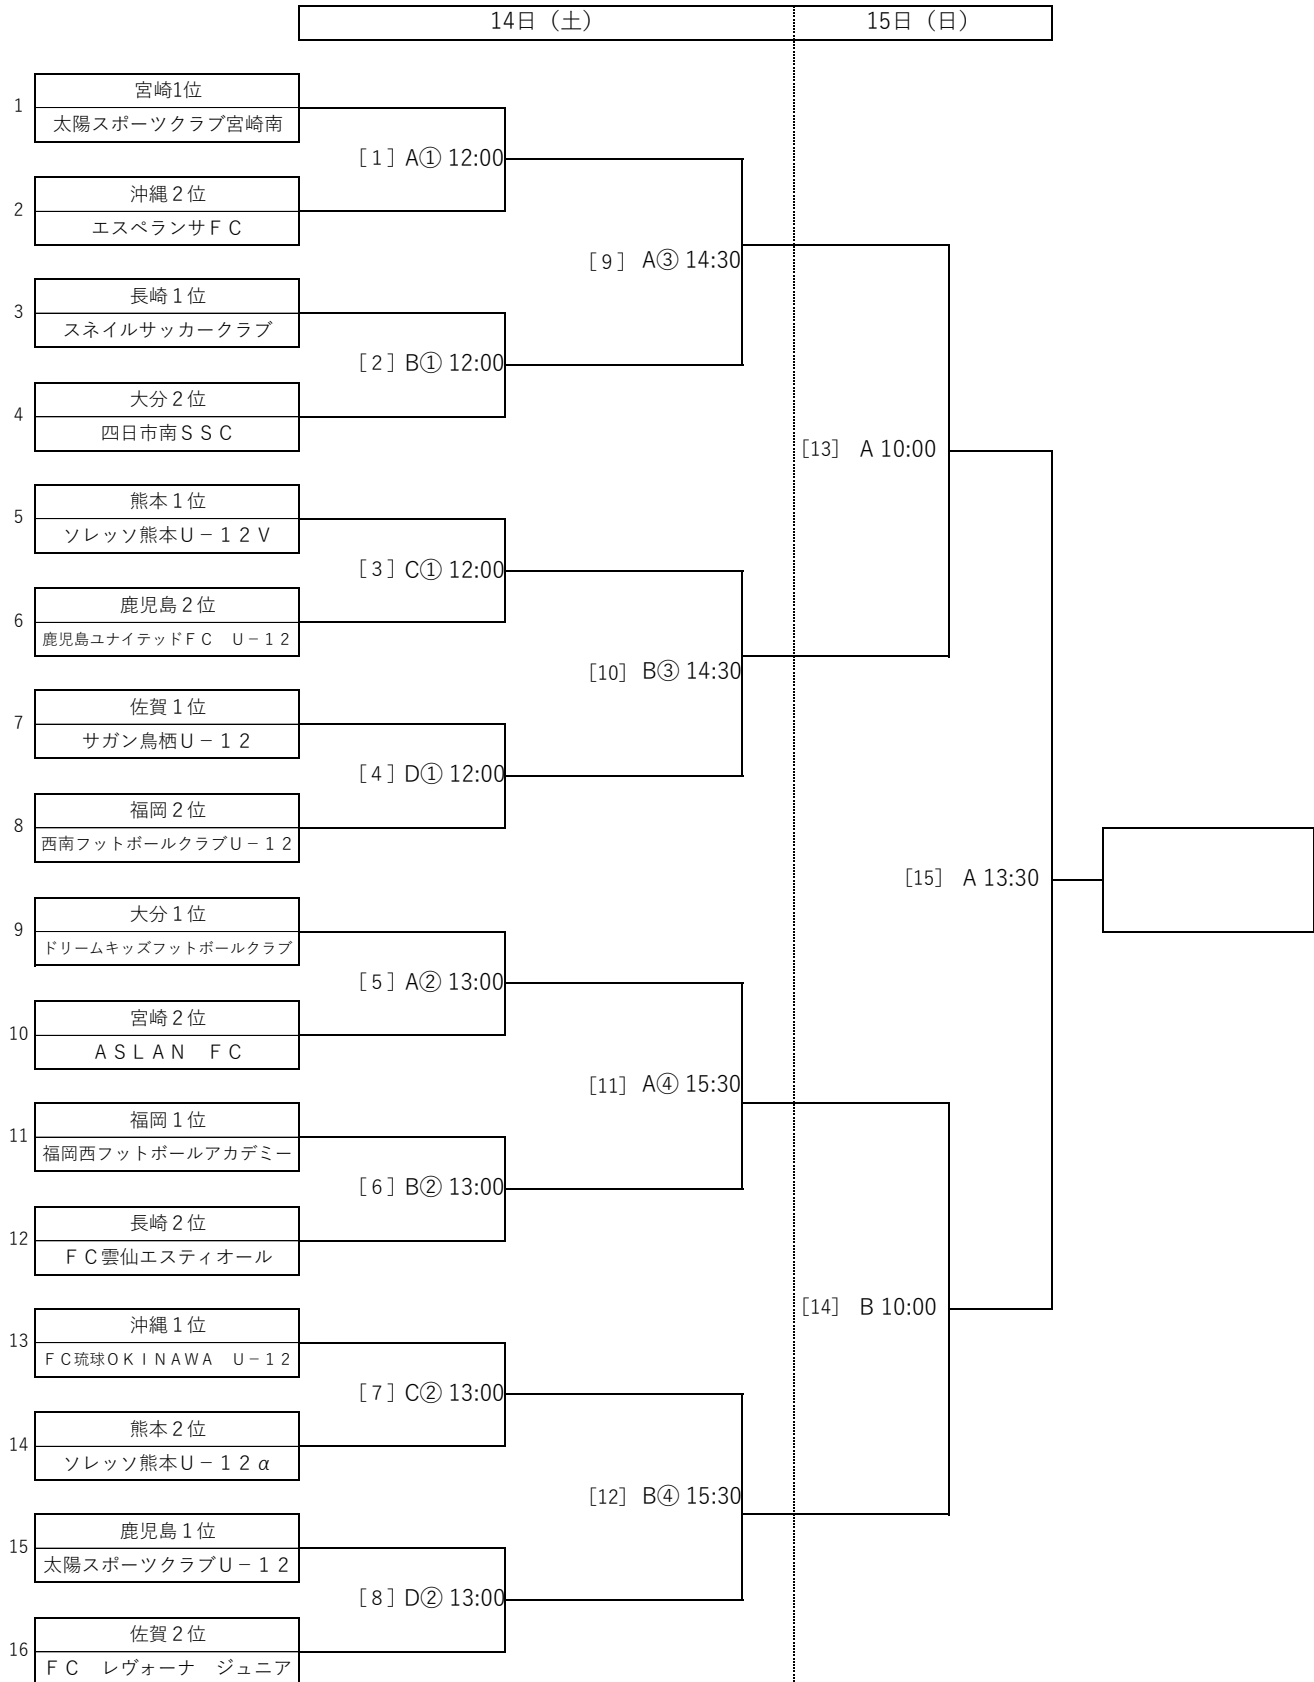 14日（土）
15日（日）
1
宮崎1位
太陽スポーツクラブ宮崎南
[１] A① 12:00
2
沖縄２位
エスペランサＦＣ
[９] A③ 14:30
3
長崎１位
スネイルサッカークラブ
[２] B① 12:00
4
大分２位
四日市南ＳＳＣ
[13] A 10:00
5
熊本１位
ソレッソ熊本Ｕ－１２Ｖ
[３] C① 12:00
6
鹿児島２位
鹿児島ユナイテッドＦＣ　Ｕ－１２
[10] B③ 14:30
7
佐賀１位
サガン鳥栖Ｕ－１２
[４] D① 12:00
8
福岡２位
西南フットボールクラブＵ－１２
[15] A 13:30
9
大分１位
ドリームキッズフットボールクラブ
[５] A② 13:00
10
宮崎２位
ＡＳＬＡＮ　ＦＣ
[11] A④ 15:30
11
福岡１位
福岡西フットボールアカデミー
[６] B② 13:00
12
長崎２位
ＦＣ雲仙エスティオール
[14] B 10:00
13
沖縄１位
ＦＣ琉球ＯＫＩＮＡＷＡ　Ｕ－１２
[７] C② 13:00
14
熊本２位
ソレッソ熊本Ｕ－１２α
[12] B④ 15:30
15
鹿児島１位
太陽スポーツクラブＵ－１２
[８] D② 13:00
16
佐賀２位
ＦＣ　レヴォーナ　ジュニア